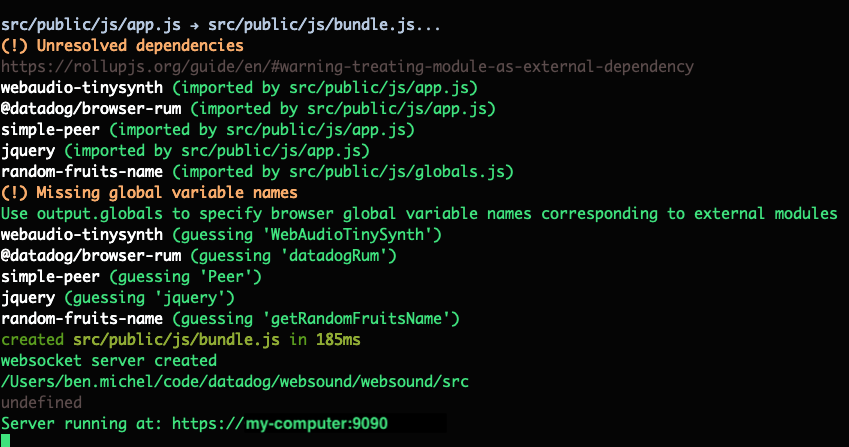 src/public/js/app.js → src/public/js/bundle.js...
(!) Unresolved dependencies
https://rollupjs.org/guide/en/#warning-treating-module-as-external-dependency
webaudio-tinysynth (imported by src/public/js/app.js)
@datadog/browser-rum (imported by src/public/js/app.js)
simple-peer (imported by src/public/js/app.js)
jquery (imported by src/public/js/app.js)
random-fruits-name (imported by src/public/js/globals.js)
(!) Missing global variable names
Use output.globals to specify browser global variable names corresponding to external modules
webaudio-tinysynth (guessing 'WebAudioTinySynth')
@datadog/browser-rum (guessing 'datadogRum')
simple-peer (guessing 'Peer')
jquery (guessing 'jquery')
random-fruits-name (guessing 'getRandomFruitsName')
created src/public/js/bundle.js in 185ms
websocket server created
/Users/ben.michel/code/datadog/websound/websound/src
undefined
Server running at: https://my-computer:9090